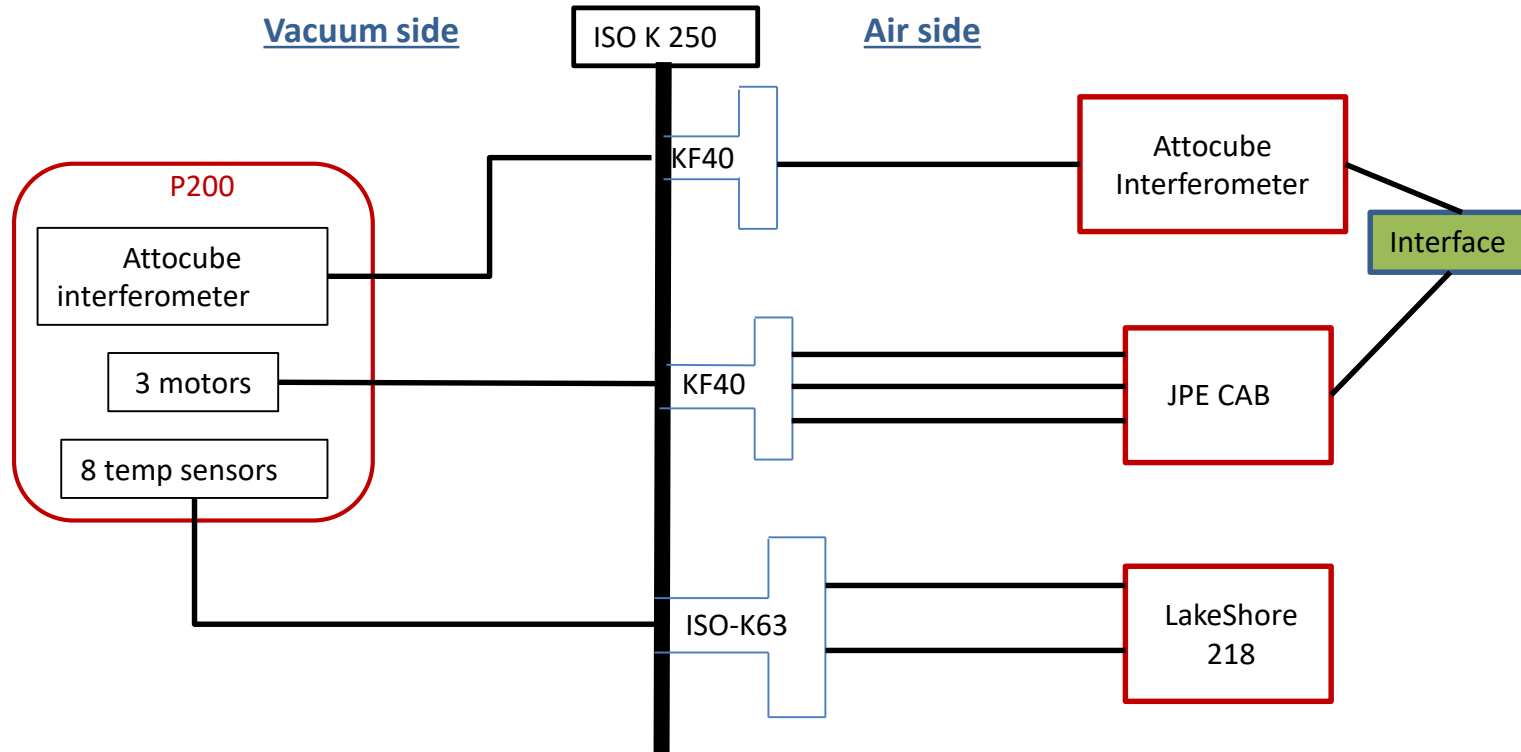 Vacuum side
ISO K 250
Air side
KF40
Attocube
Interferometer
P200
Attocube
interferometer
Interface
3 motors
KF40
JPE CAB
8 temp sensors
ISO-K63
LakeShore
218